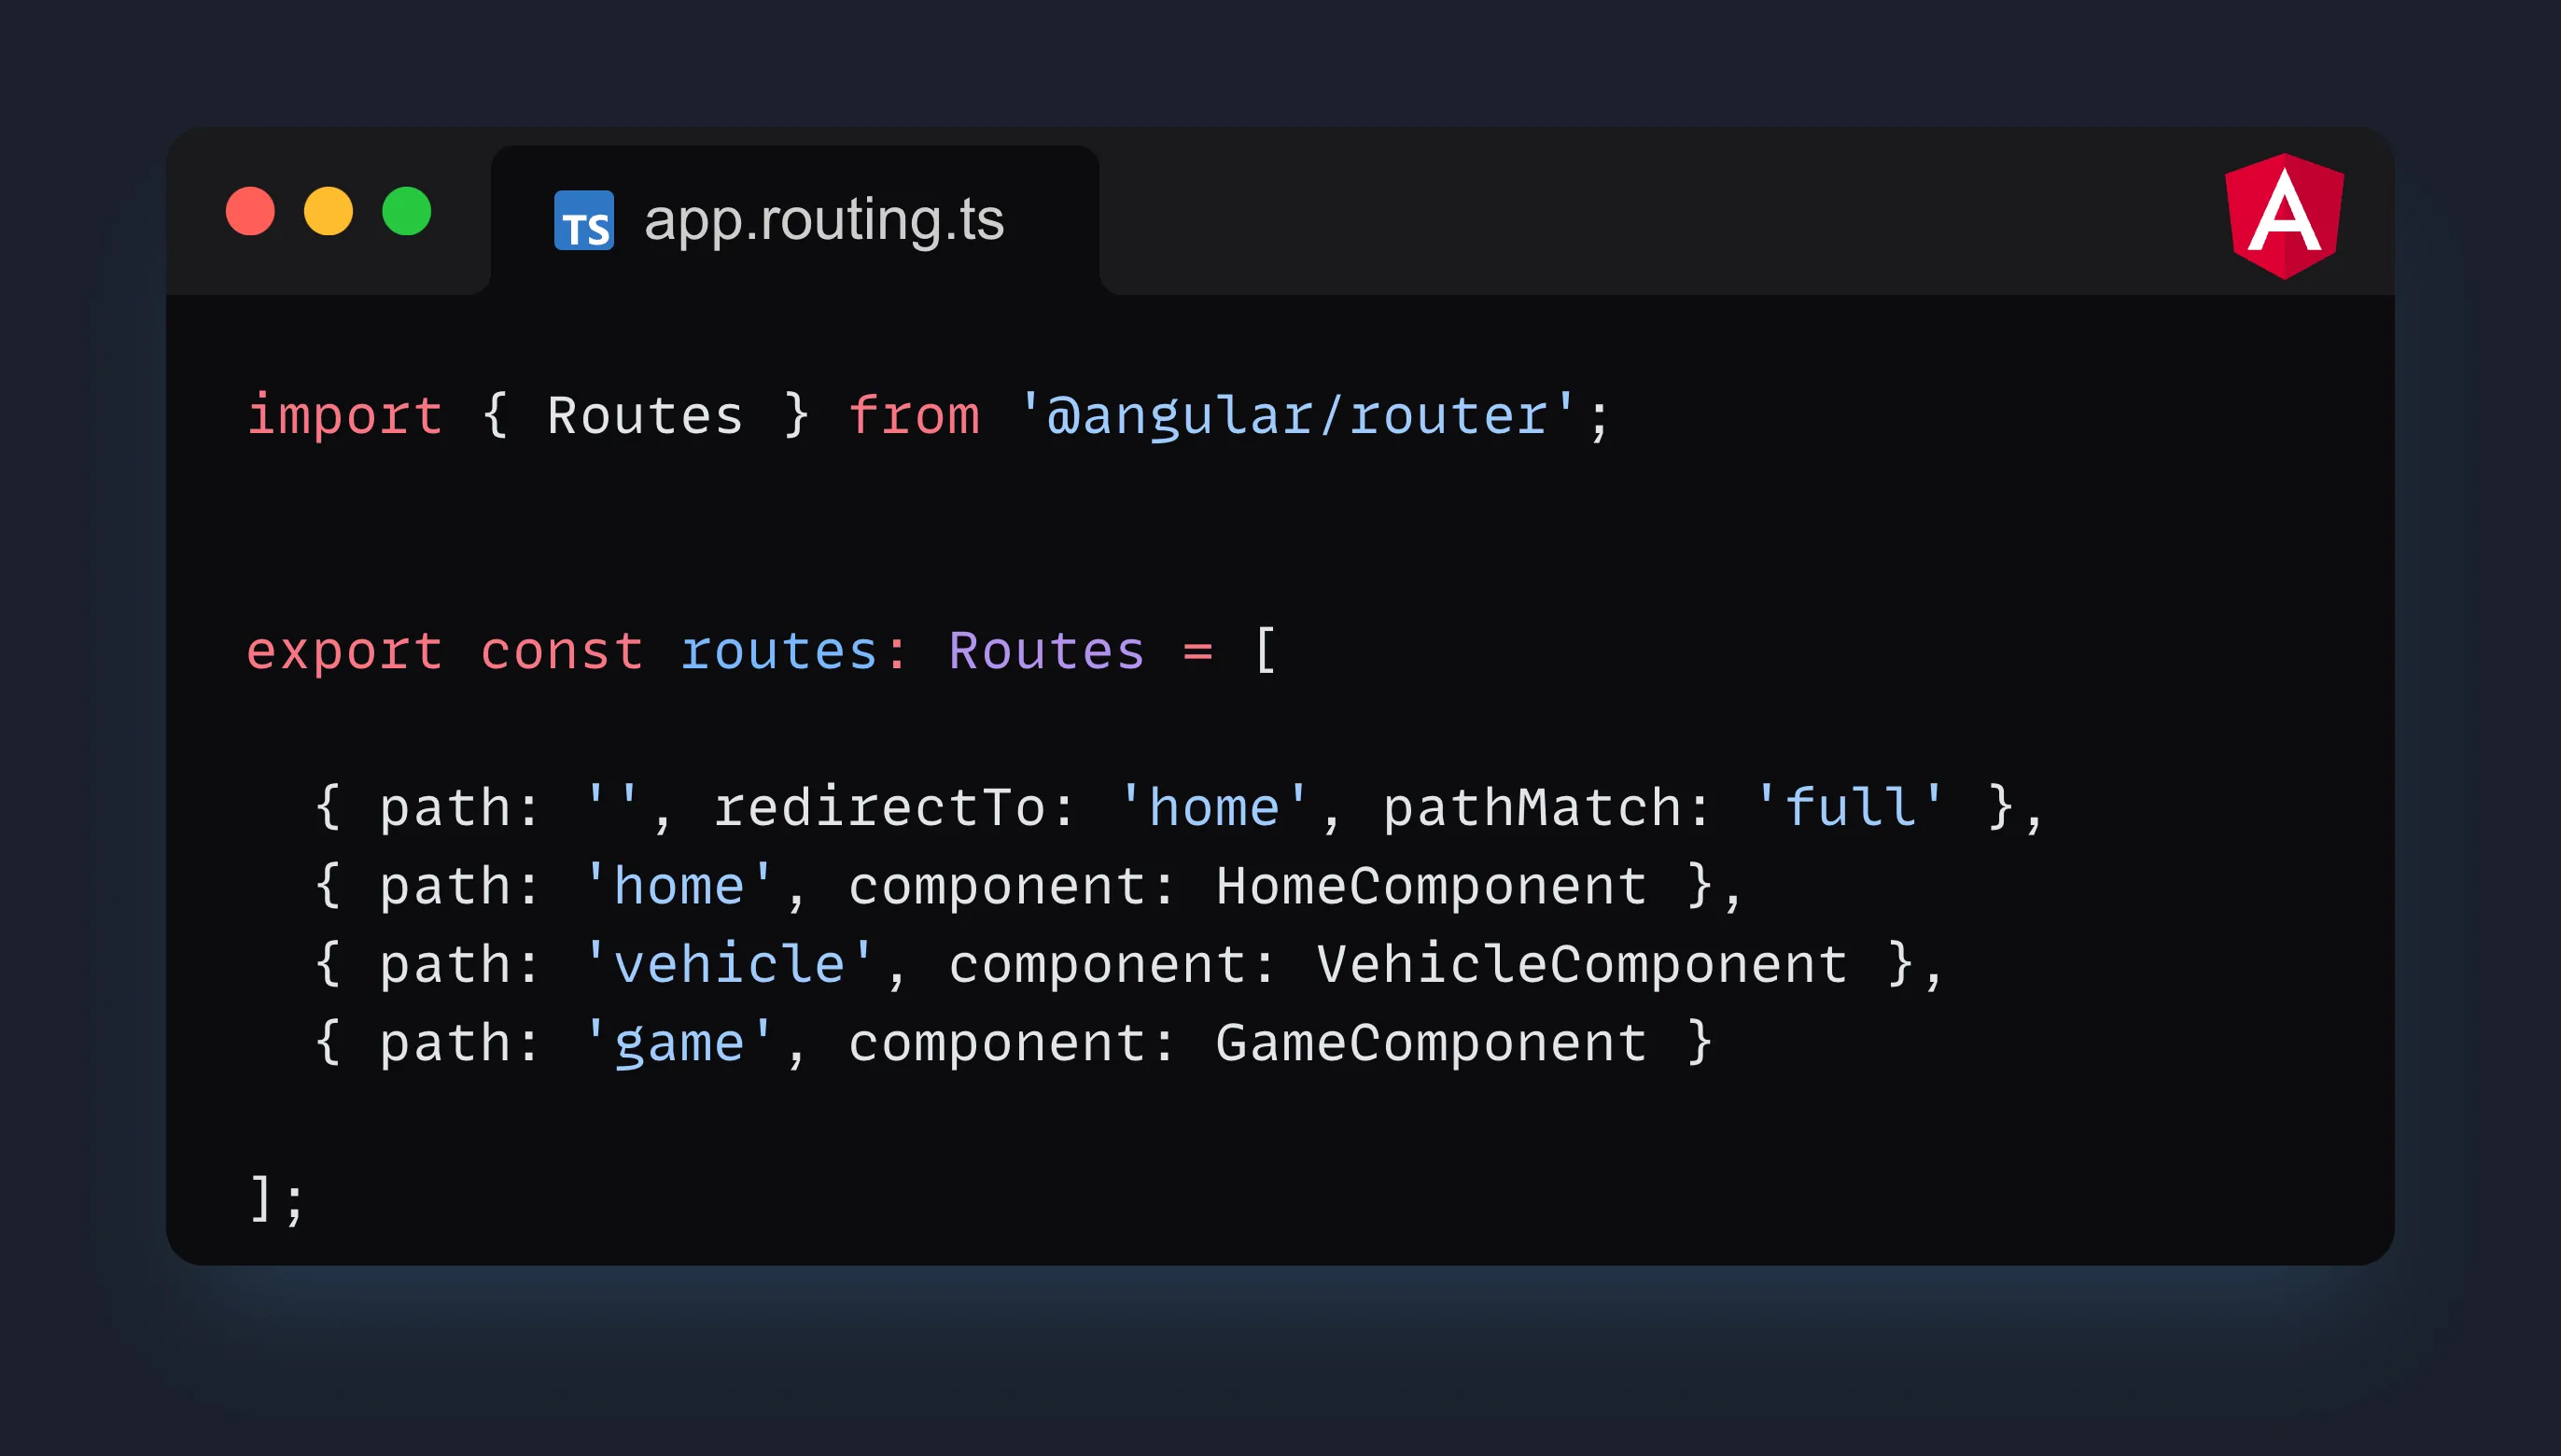 TS app.routing.ts
import { Routes } from '@angular/router';
export const routes: Routes = [
  { path: '', redirectTo: 'home', pathMatch: 'full' },
  { path: 'home', component: HomeComponent },
  { path: 'vehicle', component: VehicleComponent },
  { path: 'game', component: GameComponent }
];